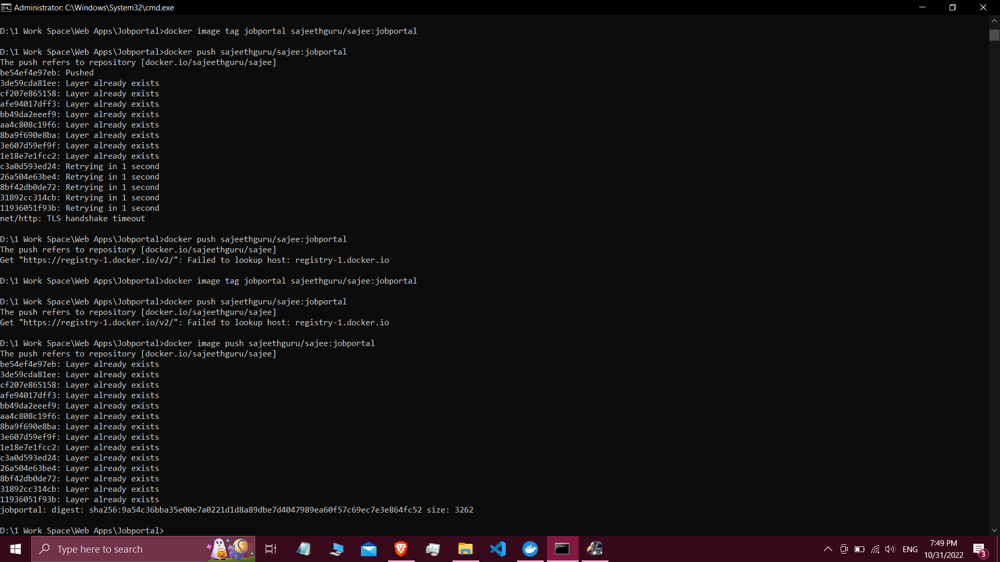 Administrator: C:\Windows\System32\cmd.exe
D:\1 Work Space\Web Apps\Jobportal>docker image tag jobportal sajeethguru/sajee:jobportal
D:\1 Work Space\Web Apps\Jobportal>docker push sajeethguru/sajee:jobportal
The push refers to repository [docker.io/sajeethguru/sajee]
be54ef4e97eb: Pushed
3de59cda81ee: Layer already exists
cf207e865158: Layer already exists
afe94017dff3: Layer already exists
bb49da2eeef9: Layer already exists
aa4c808c19f6: Layer already exists
8ba9f690e8ba: Layer already exists
3e607d59ef9f: Layer already exists
1e18e7e1fcc2: Layer already exists
c3a0d593ed24: Retrying in 1 second
26a504e63be4: Retrying in 1 second
8bf42db0de72: Retrying in 1 second
31892cc314cb: Retrying in 1 second
11936051f93b: Retrying in 1 second
net/http: TLS handshake timeout
D:\1 Work Space\Web Apps\Jobportal>docker push sajeethguru/sajee:jobportal
The push refers to repository [docker.io/sajeethguru/sajee]
Get "https://registry-1.docker.io/v2/": Failed to lookup host: registry-1.docker.io
D:\1 Work Space\Web Apps\Jobportal>docker image tag jobportal sajeethguru/sajee:jobportal
D:\1 Work Space\Web Apps\Jobportal>docker push sajeethguru/sajee:jobportal
The push refers to repository [docker.io/sajeethguru/sajee]
Get "https://registry-1.docker.io/v2/": Failed to lookup host: registry-1.docker.io
D:\1 Work Space\Web Apps\Jobportal>docker image push sajeethguru/sajee:jobportal
The push refers to repository [docker.io/sajeethguru/sajee]
be54ef4e97eb: Layer already exists
3de59cda81ee: Layer already exists
cf207e865158: Layer already exists
afe94017dff3: Layer already exists
bb49da2eeef9: Layer already exists
aa4c808c19f6: Layer already exists
8ba9f690e8ba: Layer already exists
3e607d59ef9f: Layer already exists
1e18e7e1fcc2: Layer already exists
c3a0d593ed24: Layer already exists
26a504e63be4: Layer already exists
8bf42db0de72: Layer already exists
31892cc314cb: Layer already exists
11936051f93b: Layer already exists
jobportal: digest: sha256:9a54c36bba35e00e7a0221d1d8a89dbe7d4047989ea60f57c69ec7e3e864fc52 size: 3262
D:\1 Work Space\Web Apps\Jobportal>
Type here to search
ENG
7:49 PM
10/31/2022
3